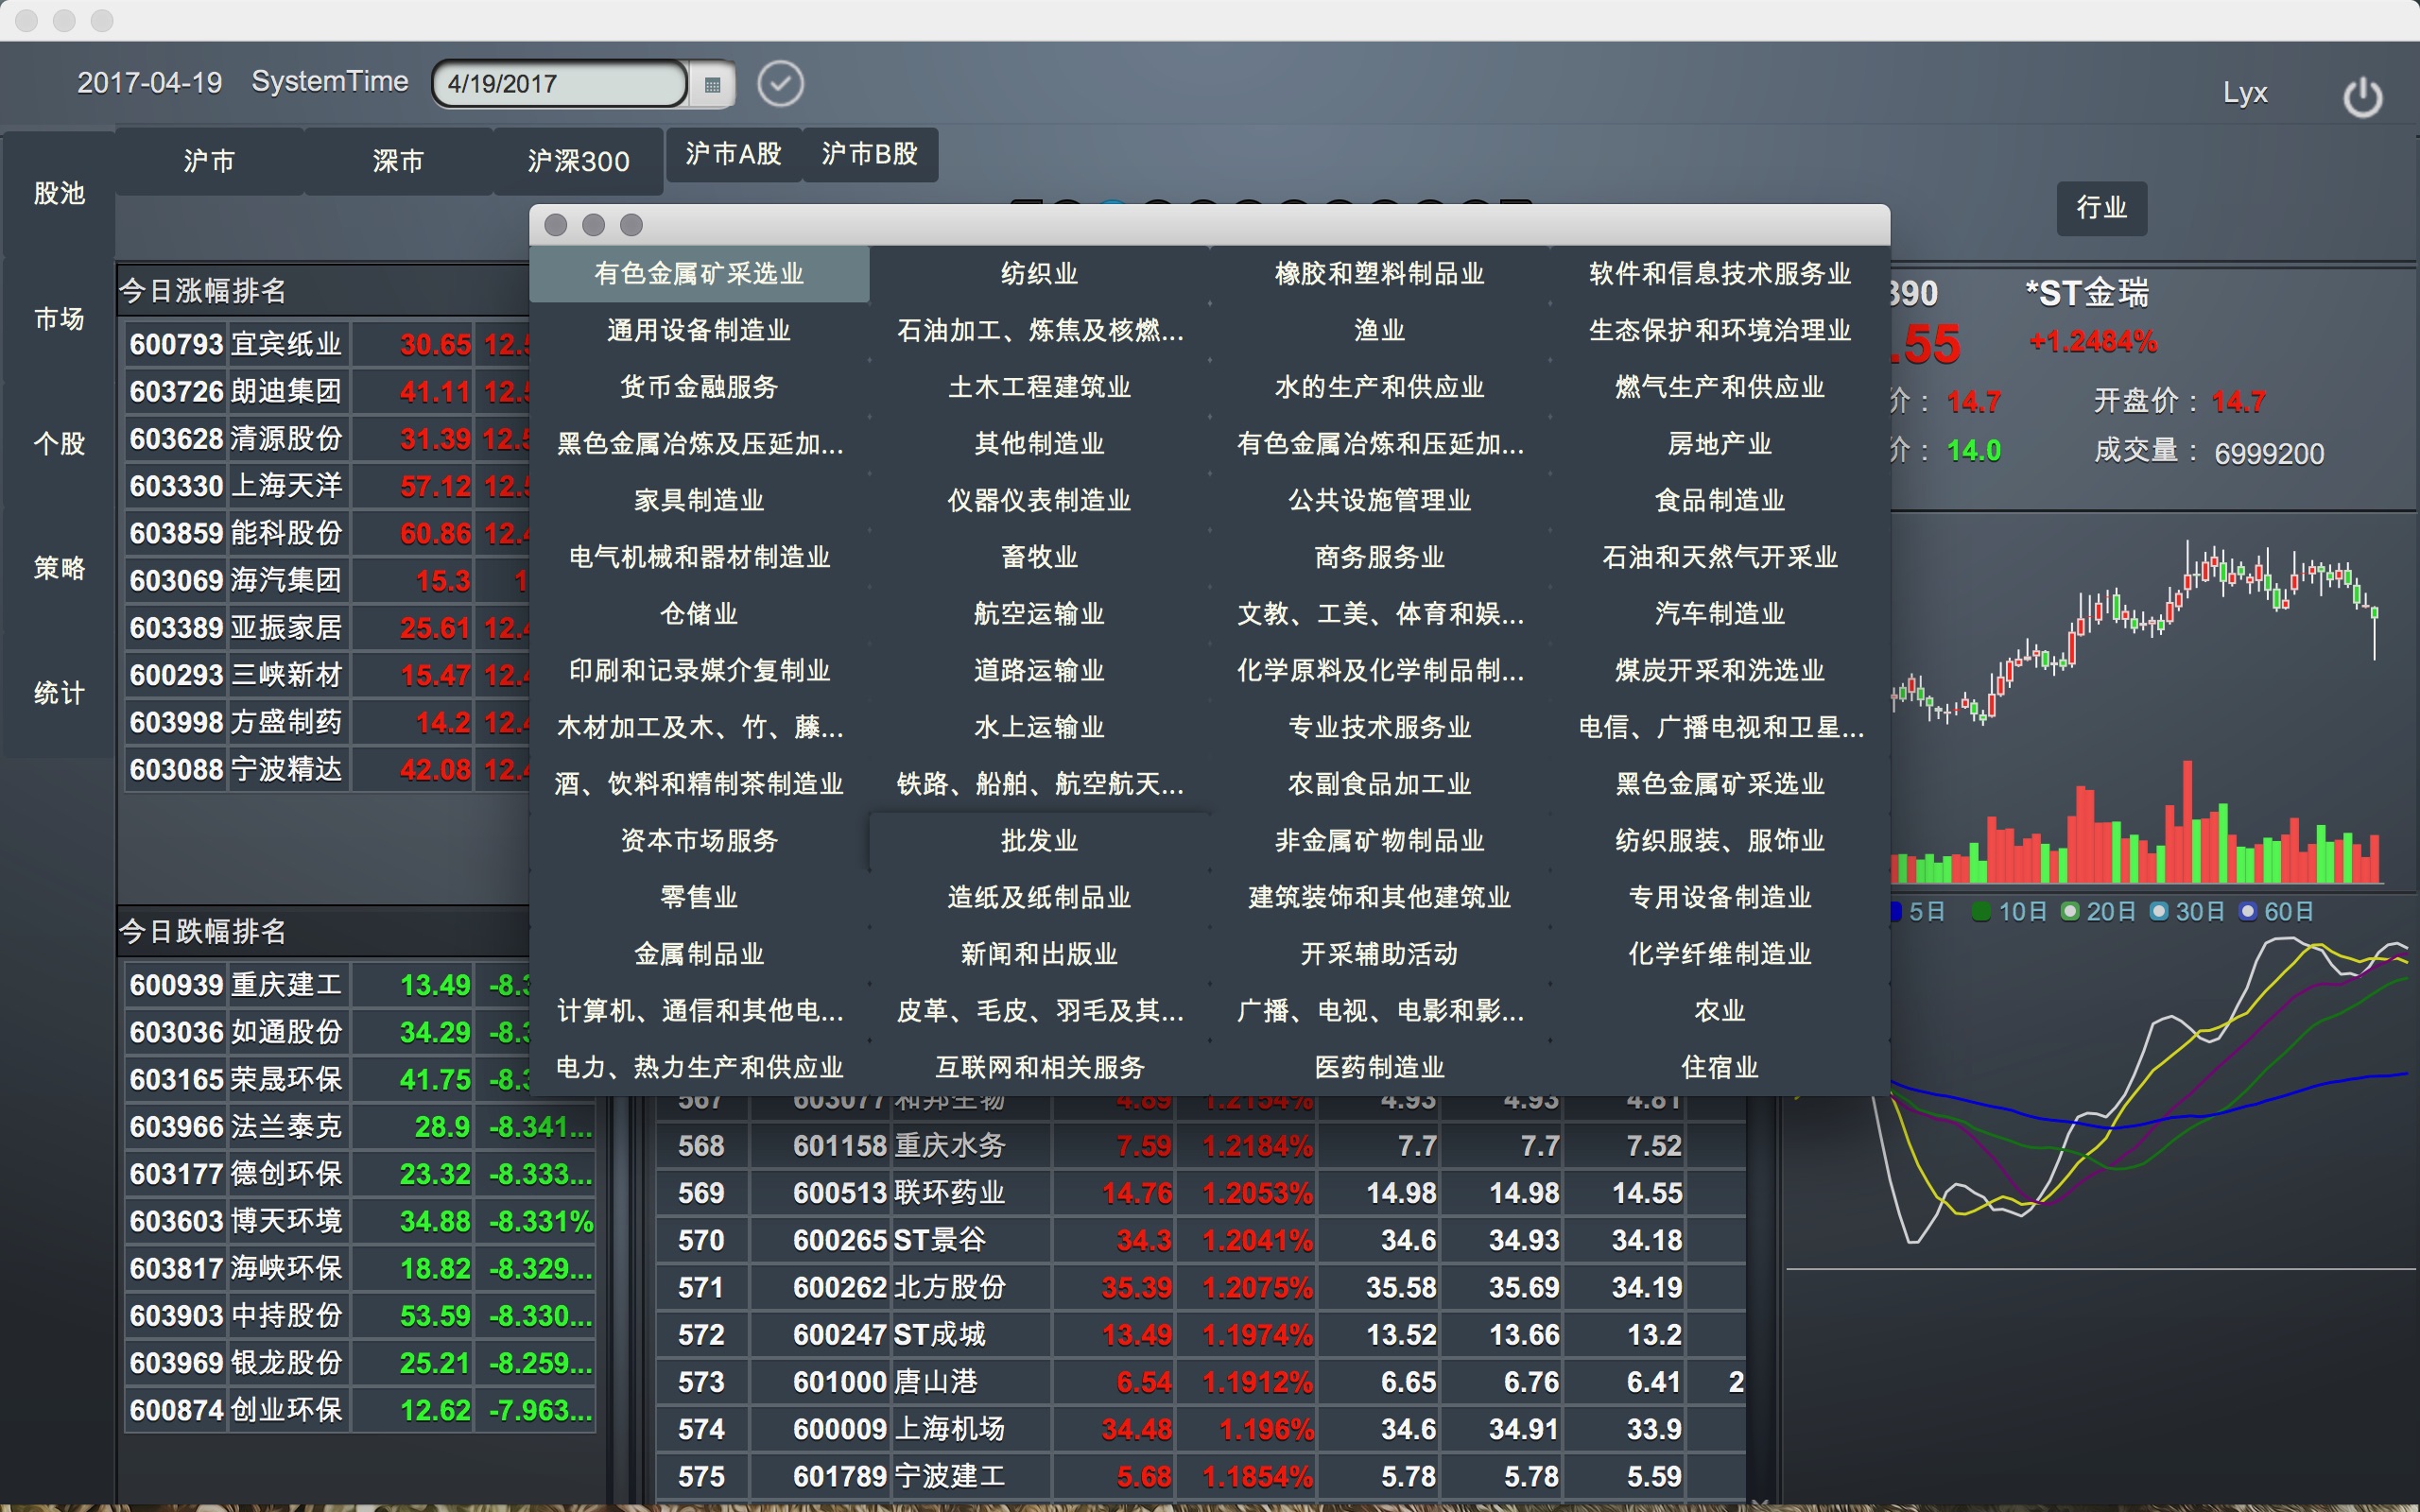 2017-04-19 SystemTime 4/19/2017
Lyx
沪市 深市 沪深300 沪市A股 沪市B股
股池
市场
个股
策略
统计
行业
今日涨幅排名
600793 宜宾纸业 30.65 12.5
603726 朗迪集团 41.11 12.5
603628 清源股份 31.39 12.5
603330 上海天洋 57.12 12.5
603859 能科股份 60.86 12.4
603069 海汽集团 15.3 1
603389 亚振家居 25.61 12.4
600293 三峡新材 15.47 12.4
603998 方盛制药 14.2 12.4
603088 宁波精达 42.08 12.4
今日跌幅排名
600939 重庆建工 13.49 -8.3
603036 如通股份 34.29 -8.3
603165 荣晟环保 41.75 -8.3
603966 法兰泰克 28.9 -8.341...
603177 德创环保 23.32 -8.333...
603603 博天环境 34.88 -8.331%
603817 海峡环保 18.82 -8.329...
603903 中持股份 53.59 -8.330...
603969 银龙股份 25.21 -8.259...
600874 创业环保 12.62 -7.963...
有色金属矿采选业 纺织业 橡胶和塑料制品业 软件和信息技术服务业
通用设备制造业 石油加工、炼焦及核燃... 渔业 生态保护和环境治理业
货币金融服务 土木工程建筑业 水的生产和供应业 燃气生产和供应业
黑色金属冶炼及压延加... 其他制造业 有色金属冶炼和压延加... 房地产业
家具制造业 仪器仪表制造业 公共设施管理业 食品制造业
电气机械和器材制造业 畜牧业 商务服务业 石油和天然气开采业
仓储业 航空运输业 文教、工美、体育和娱... 汽车制造业
印刷和记录媒介复制业 道路运输业 化学原料及化学制品制... 煤炭开采和洗选业
木材加工及木、竹、藤... 水上运输业 专业技术服务业 电信、广播电视和卫星...
酒、饮料和精制茶制造业 铁路、船舶、航空航天... 农副食品加工业 黑色金属矿采选业
资本市场服务 批发业 非金属矿物制品业 纺织服装、服饰业
零售业 造纸及纸制品业 建筑装饰和其他建筑业 专用设备制造业
金属制品业 新闻和出版业 开采辅助活动 化学纤维制造业
计算机、通信和其他电... 皮革、毛皮、羽毛及其... 广播、电视、电影和影... 农业
电力、热力生产和供应业 互联网和相关服务 医药制造业 住宿业
567 603077 和邦生物 4.89 1.2154% 4.93 4.93 4.81
568 601158 重庆水务 7.59 1.2184% 7.7 7.7 7.52
569 600513 联环药业 14.76 1.2053% 14.98 14.98 14.55
570 600265 ST景谷 34.3 1.2041% 34.6 34.93 34.18
571 600262 北方股份 35.39 1.2075% 35.58 35.69 34.19
572 600247 ST成城 13.49 1.1974% 13.52 13.66 13.2
573 601000 唐山港 6.54 1.1912% 6.65 6.76 6.41 2
574 600009 上海机场 34.48 1.196% 34.6 34.91 33.9
575 601789 宁波建工 5.68 1.1854% 5.78 5.78 5.59
390 *ST金瑞
.55 +1.2484%
价： 14.7 开盘价： 14.7
价： 14.0 成交量： 6999200
5日 10日 20日 30日 60日